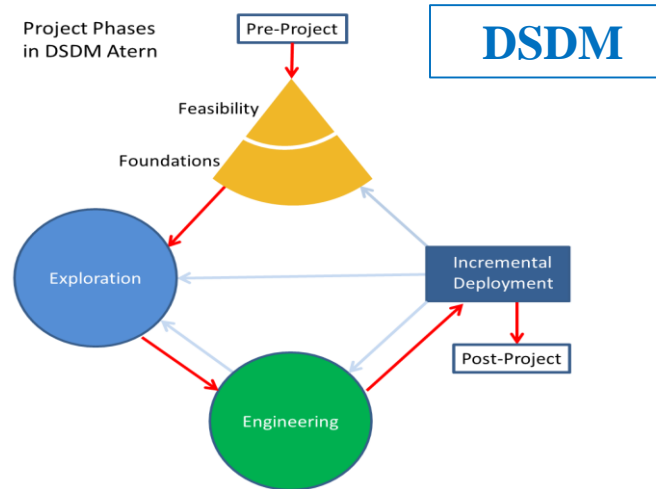 Project Phases
in DSDM Atern
Pre-Project
DSDM
Feasibility
Foundations
Exploration
Incremental
Deployment
Post-Project
Engineering